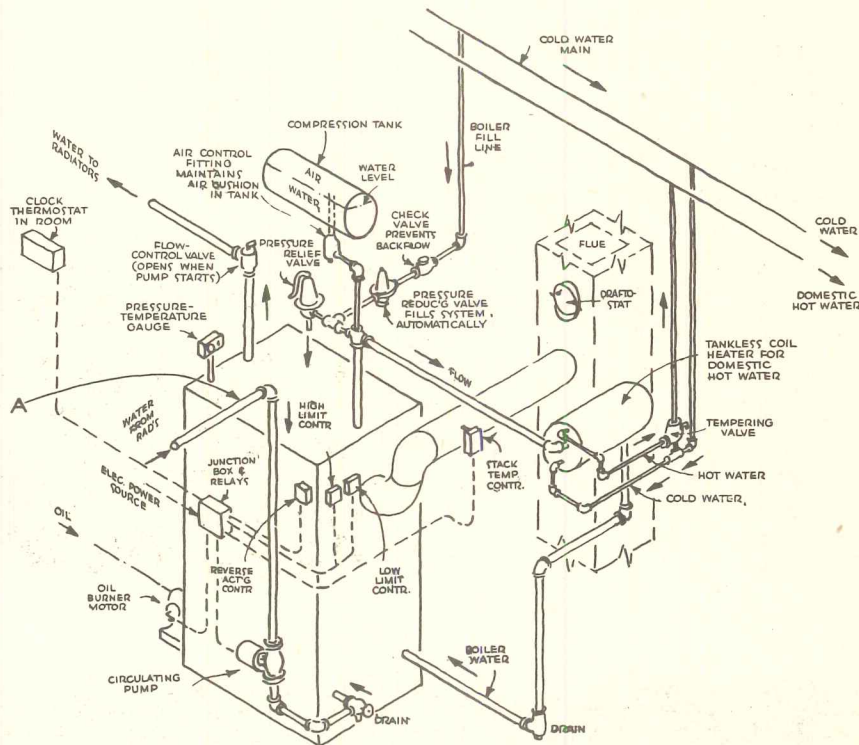 COLD WATER
MAIN
COMPRESSION TANK
BOILER
FILL
LINE
WATER TO
RADIATORS
AIR CONTROL
FITTING
MAINTAINS
AIR CUSHION
IN TANK
AIR
WATER
WATER
LEVEL
CLOCK
THERMOSTAT
IN ROOM
CHECK
VALVE
PREVENTS
BACKFLOW
FLUE
COLD
WATER
FLOW-
CONTROL VALVE
(OPENS WHEN
PUMP STARTS)
PRESSURE
RELIEF
VALVE
DRAFTO-
STAT
DOMESTIC
HOT WATER
PRESSURE-
TEMPERATURE
GAUGE
PRESSURE
REDUC'G VALVE
FILLS SYSTEM
AUTOMATICALLY
TANKLESS COIL
HEATER FOR
DOMESTIC
HOT WATER
FLOW
A
HIGH
LIMIT
CONTR
WATER
FROM
RAD'S
TEMPERING
VALVE
STACK
TEMP
CONTR.
HOT WATER
COLD WATER
JUNCTION
BOX &
RELAYS
ELEC. POWER
SOURCE
OIL
REVERSE
ACT'G
CONTR
LOW
LIMIT
CONTR.
OIL
BURNER
MOTOR
CIRCULATING
PUMP
BOILER
WATER
DRAIN
DRAIN